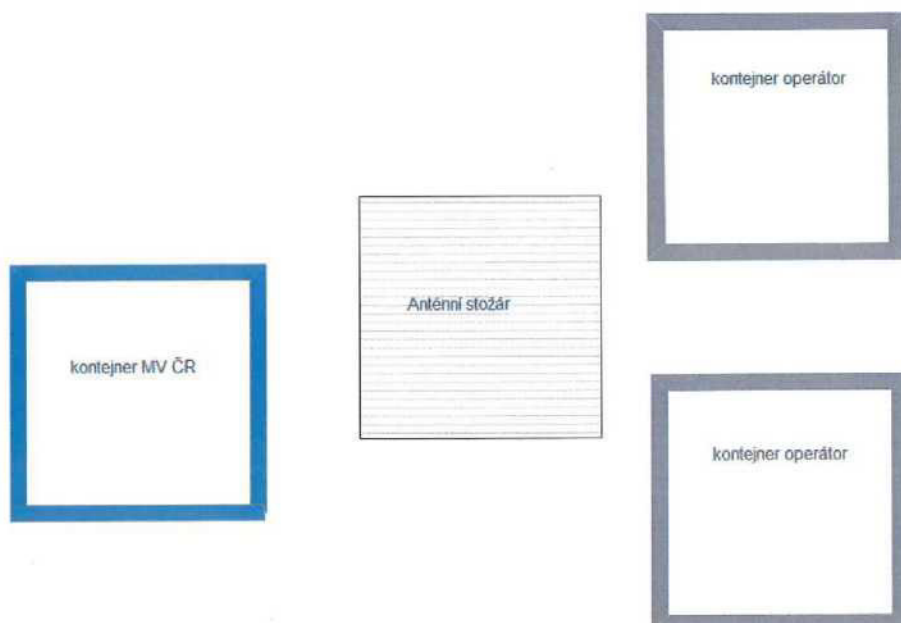 kontejner operátor
Anténní stožár
kontejner MV ČR
kontejner operátor